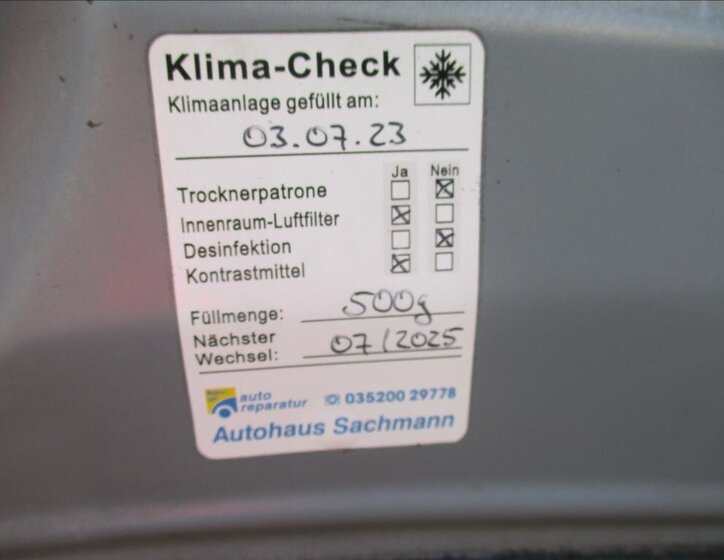 Klima-Check
Klimaanlage gefüllt am:
03.07.23
Ja Nein
Trocknerpatrone ☐ ☒
Innenraum-Luftfilter ☒ ☐
Desinfektion ☐ ☒
Kontrastmittel ☒ ☐
Füllmenge: 500g
Nächster
Wechsel: 07/2025
auto
reparatur ☏ 035200 29778
Autohaus Sachmann